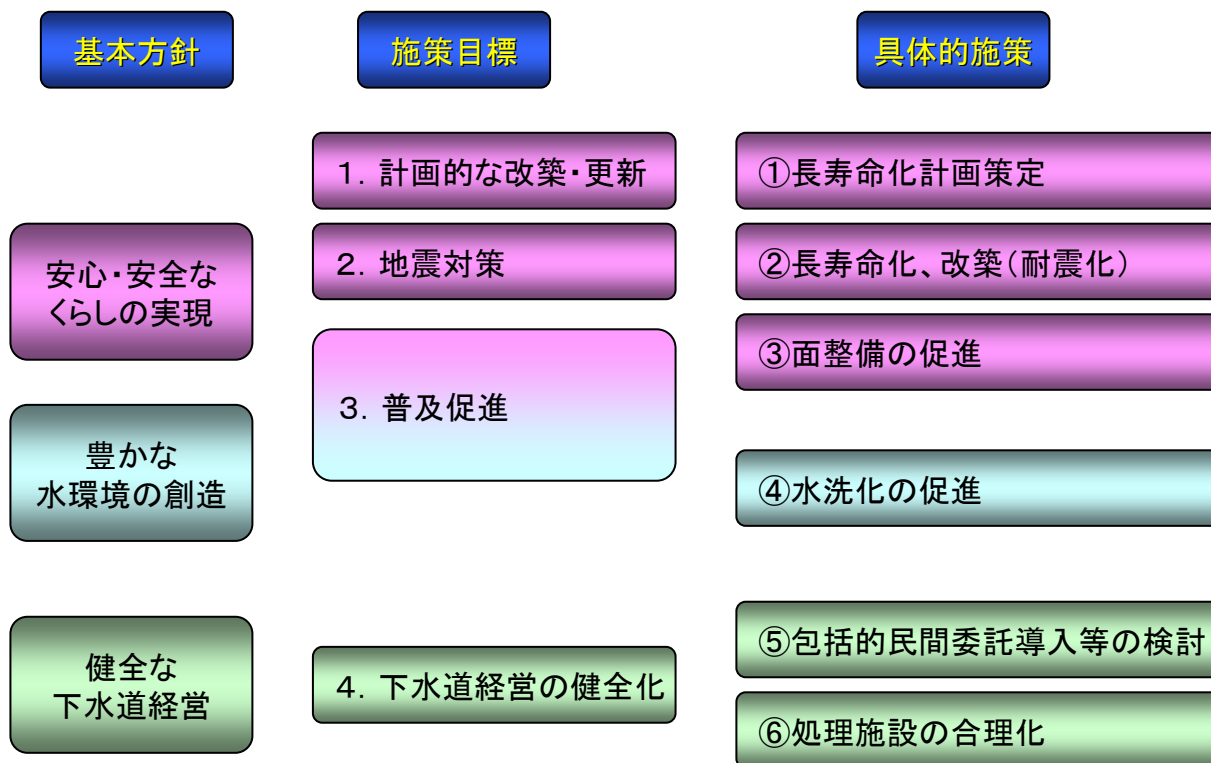 基本方針
施策目標
具体的施策
1．計画的な改築・更新
①長寿命化計画策定
安心・安全な
くらしの実現
2．地震対策
②長寿命化、改築（耐震化）
③面整備の促進
3．普及促進
豊かな
水環境の創造
④水洗化の促進
健全な
下水道経営
4．下水道経営の健全化
⑤包括的民間委託導入等の検討
⑥処理施設の合理化